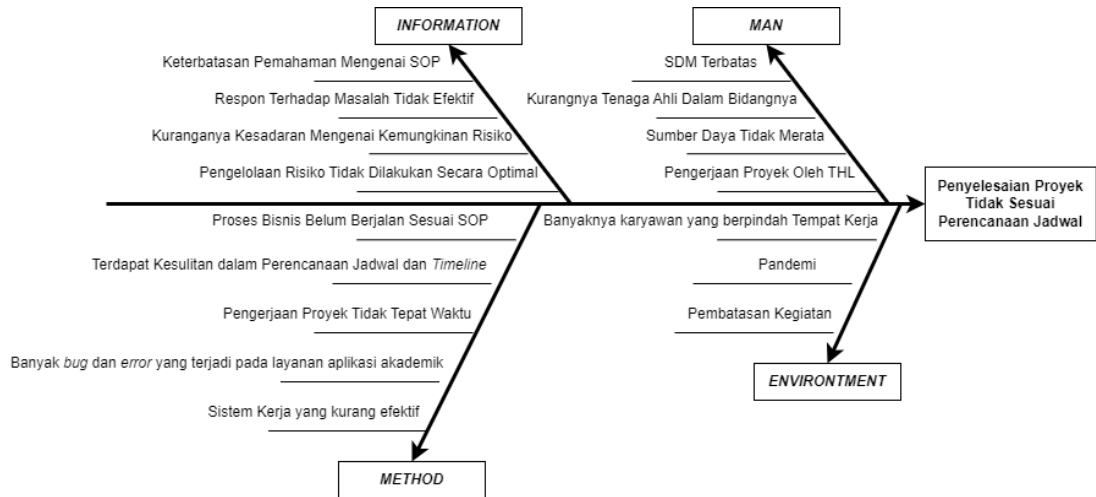 INFORMATION
Keterbatasan Pemahaman Mengenai SOP
Respon Terhadap Masalah Tidak Efektif
Kuranganya Kesadaran Mengenai Kemungkinan Risiko
Pengelolaan Risiko Tidak Dilakukan Secara Optimal
MAN
SDM Terbatas
Kurangnya Tenaga Ahli Dalam Bidangnya
Sumber Daya Tidak Merata
Pengerjaan Proyek Oleh THL
Penyelesaian Proyek
Tidak Sesuai
Perencanaan Jadwal
Proses Bisnis Belum Berjalan Sesuai SOP
Terdapat Kesulitan dalam Perencanaan Jadwal dan Timeline
Pengerjaan Proyek Tidak Tepat Waktu
Banyak bug dan error yang terjadi pada layanan aplikasi akademik
Sistem Kerja yang kurang efektif
METHOD
Banyaknya karyawan yang berpindah Tempat Kerja
Pandemi
Pembatasan Kegiatan
ENVIRONTMENT